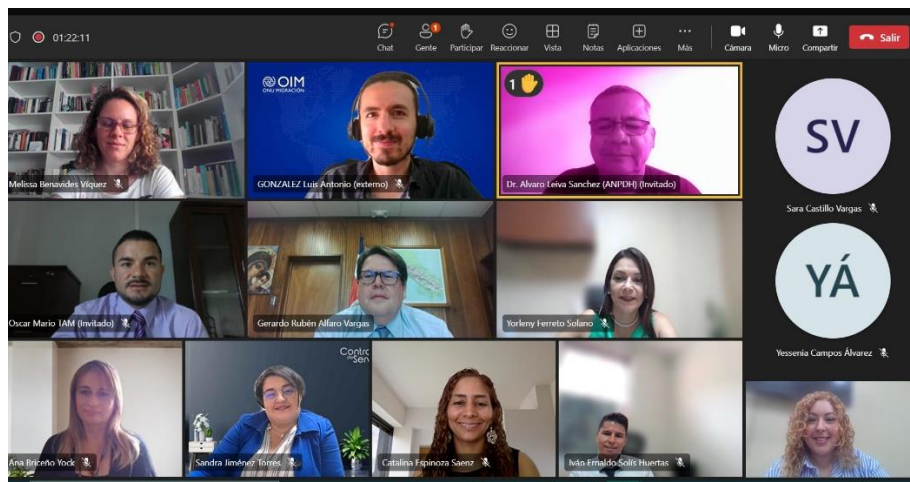 01:22:11
Chat
Gente
1
Participar
Reaccionar
Vista
Notas
Aplicaciones
Más
Cámara
Micro
Compartir
Salir
OIM
ONU MIGRACIÓN
1
Melissa Benavides Víquez
GONZALEZ Luis Antonio (externo)
Dr. Alvaro Leiva Sanchez (ANPDH) (Invitado)
SV
Sara Castillo Vargas
Oscar Mario TAM (Invitado)
Gerardo Rubén Alfaro Vargas
Yorleny Ferreto Solano
YÁ
Yessenia Campos Álvarez
Ana Briceño Yock
Sandra Jiménez Torres
Catalina Espinoza Saenz
Iván Ernaldo Solís Huertas